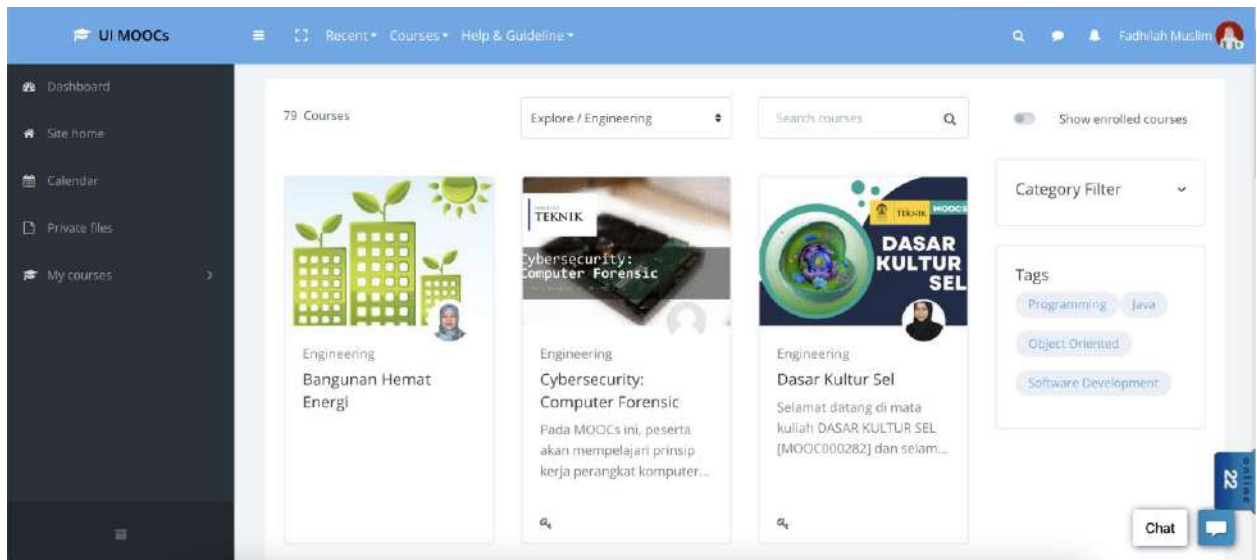 UI MOOCs
Recent Courses Help & Guideline
Fadhilah Muslim
Dashboard
Site home
Calendar
Private files
My courses
79 Courses
Explore / Engineering
Search courses
Show enrolled courses
TEKNIK
Cybersecurity:
Computer Forensic
TEKNIK MOOCS
DASAR
KULTUR
SEL
Engineering
Bangunan Hemat
Energi
Engineering
Cybersecurity:
Computer Forensic
Pada MOOCs ini, peserta
akan mempelajari prinsip
kerja perangkat komputer...
Engineering
Dasar Kultur Sel
Selamat datang di mata
kuliah DASAR KULTUR SEL
[MOOC000282] dan selam...
Category Filter
Tags
Programming Java
Object Oriented
Software Development
22 online
Chat